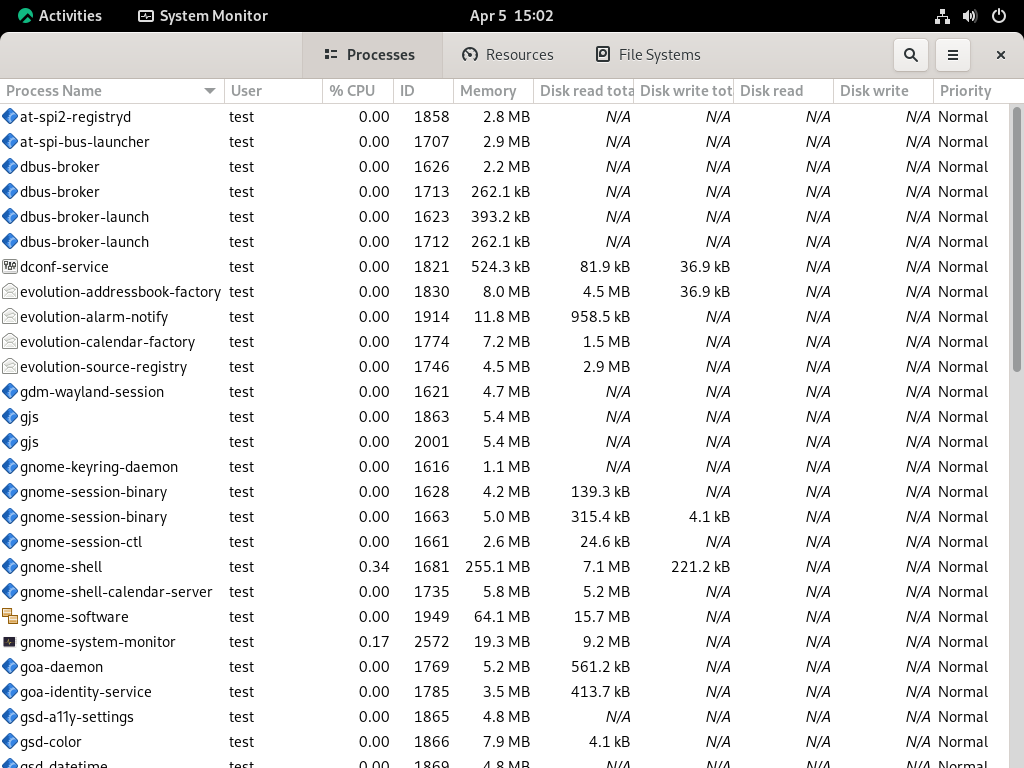 Activities System Monitor Apr 5 15:02
Processes Resources File Systems
Process Name User % CPU ID Memory Disk read tota Disk write tot Disk read Disk write Priority
at-spi2-registryd test 0.00 1858 2.8 MB N/A N/A N/A N/A Normal
at-spi-bus-launcher test 0.00 1707 2.9 MB N/A N/A N/A N/A Normal
dbus-broker test 0.00 1626 2.2 MB N/A N/A N/A N/A Normal
dbus-broker test 0.00 1713 262.1 kB N/A N/A N/A N/A Normal
dbus-broker-launch test 0.00 1623 393.2 kB N/A N/A N/A N/A Normal
dbus-broker-launch test 0.00 1712 262.1 kB N/A N/A N/A N/A Normal
dconf-service test 0.00 1821 524.3 kB 81.9 kB 36.9 kB N/A N/A Normal
evolution-addressbook-factory test 0.00 1830 8.0 MB 4.5 MB 36.9 kB N/A N/A Normal
evolution-alarm-notify test 0.00 1914 11.8 MB 958.5 kB N/A N/A N/A Normal
evolution-calendar-factory test 0.00 1774 7.2 MB 1.5 MB N/A N/A N/A Normal
evolution-source-registry test 0.00 1746 4.5 MB 2.9 MB N/A N/A N/A Normal
gdm-wayland-session test 0.00 1621 4.7 MB N/A N/A N/A N/A Normal
gjs test 0.00 1863 5.4 MB N/A N/A N/A N/A Normal
gjs test 0.00 2001 5.4 MB N/A N/A N/A N/A Normal
gnome-keyring-daemon test 0.00 1616 1.1 MB N/A N/A N/A N/A Normal
gnome-session-binary test 0.00 1628 4.2 MB 139.3 kB N/A N/A N/A Normal
gnome-session-binary test 0.00 1663 5.0 MB 315.4 kB 4.1 kB N/A N/A Normal
gnome-session-ctl test 0.00 1661 2.6 MB 24.6 kB N/A N/A N/A Normal
gnome-shell test 0.34 1681 255.1 MB 7.1 MB 221.2 kB N/A N/A Normal
gnome-shell-calendar-server test 0.00 1735 5.8 MB 5.2 MB N/A N/A N/A Normal
gnome-software test 0.00 1949 64.1 MB 15.7 MB N/A N/A N/A Normal
gnome-system-monitor test 0.17 2572 19.3 MB 9.2 MB N/A N/A N/A Normal
goa-daemon test 0.00 1769 5.2 MB 561.2 kB N/A N/A N/A Normal
goa-identity-service test 0.00 1785 3.5 MB 413.7 kB N/A N/A N/A Normal
gsd-a11y-settings test 0.00 1865 4.8 MB N/A N/A N/A N/A Normal
gsd-color test 0.00 1866 7.9 MB 4.1 kB N/A N/A N/A Normal
gsd-datetime test 0.00 1869 4.8 MB N/A N/A N/A N/A Normal